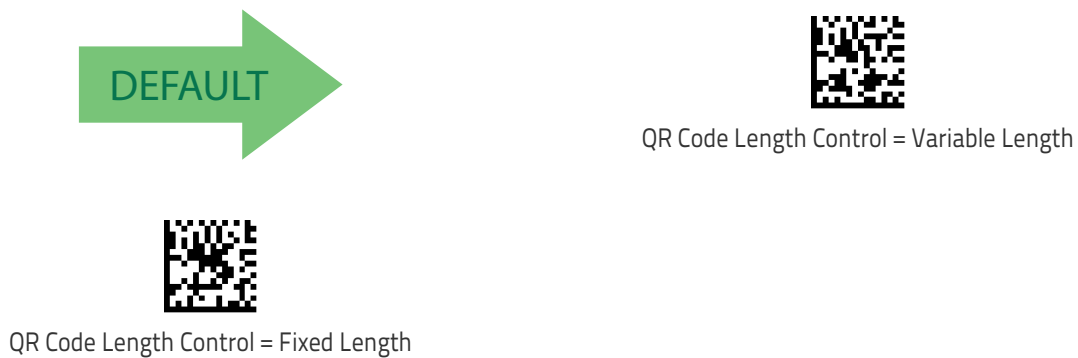 DEFAULT
QR Code Length Control = Variable Length
QR Code Length Control = Fixed Length